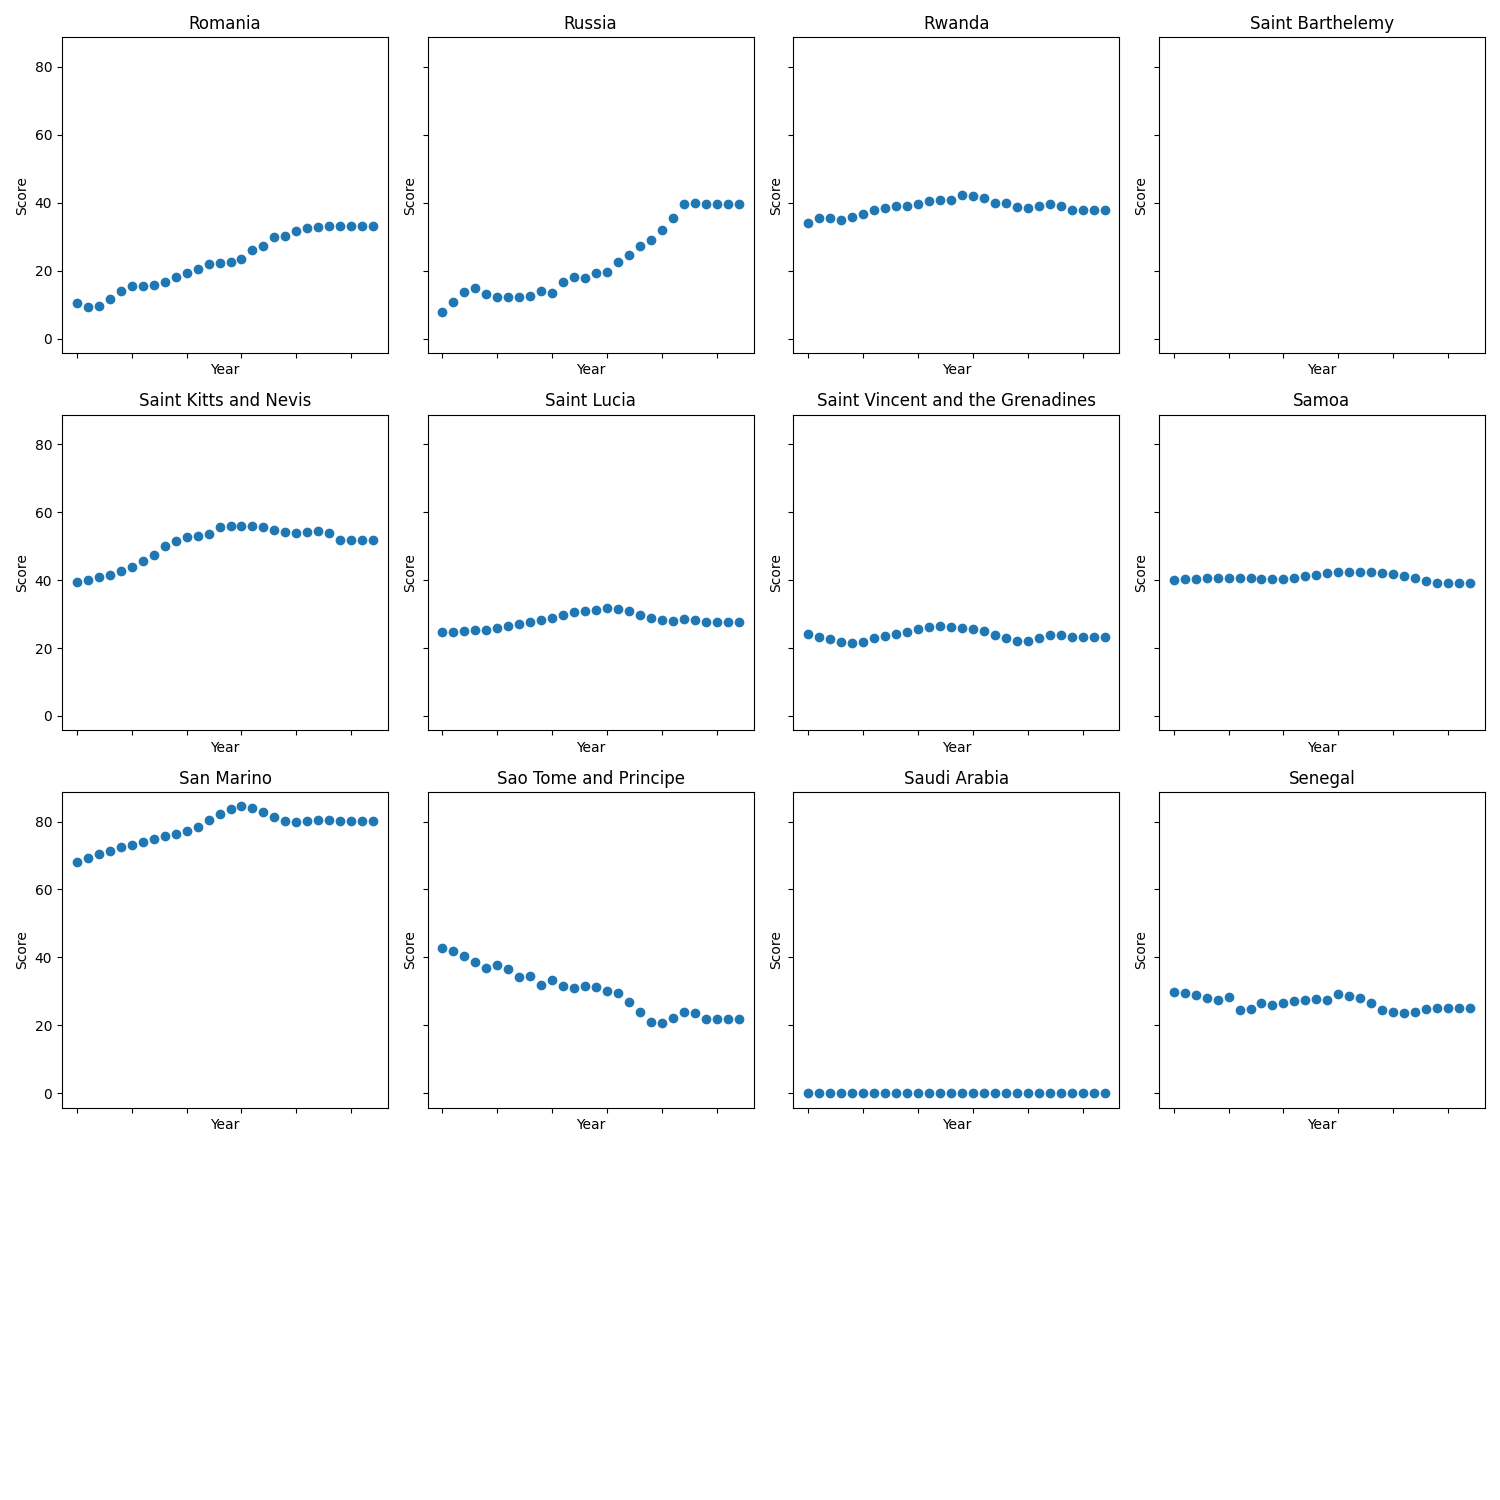 Romania
Russia
Rwanda
Saint Barthelemy
80
60
40
20
0
Score
Score
Score
Score
Year
Year
Year
Year
Saint Kitts and Nevis
Saint Lucia
Saint Vincent and the Grenadines
Samoa
80
60
40
20
0
Score
Score
Score
Score
Year
Year
Year
Year
San Marino
Sao Tome and Principe
Saudi Arabia
Senegal
80
60
40
20
0
Score
Score
Score
Score
Year
Year
Year
Year